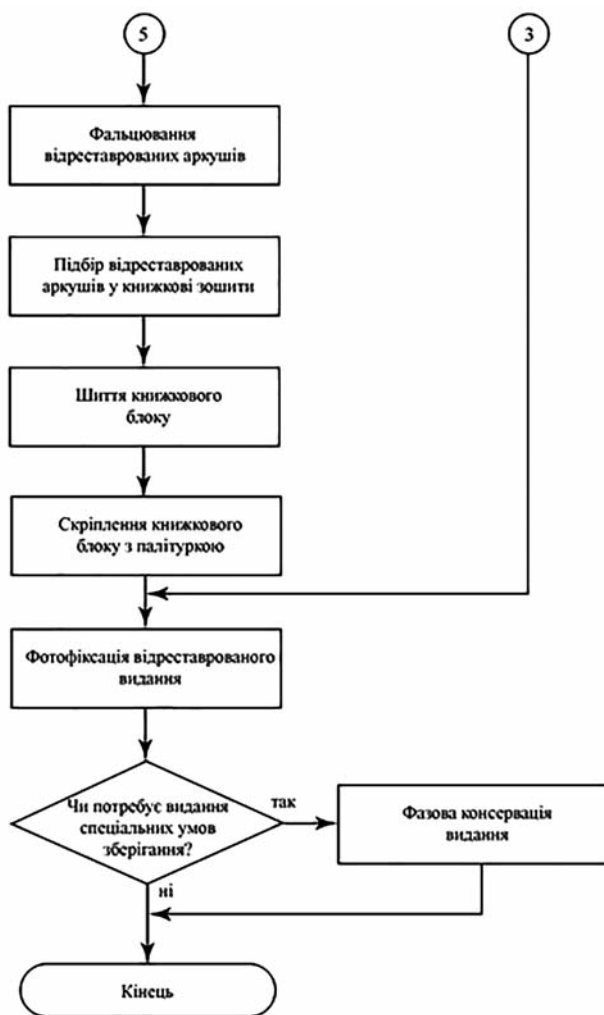 5
3
Фальцювання
відреставрованих аркушів
Підбір відреставрованих
аркушів у книжкові зошити
Шиття книжкового
блоку
Скріплення книжкового
блоку з палітуркою
Фотофіксація відреставрованого
видання
Чи потребує видання
спеціальних умов
зберігання?
так
Фазова консервація
видання
ні
Кінець